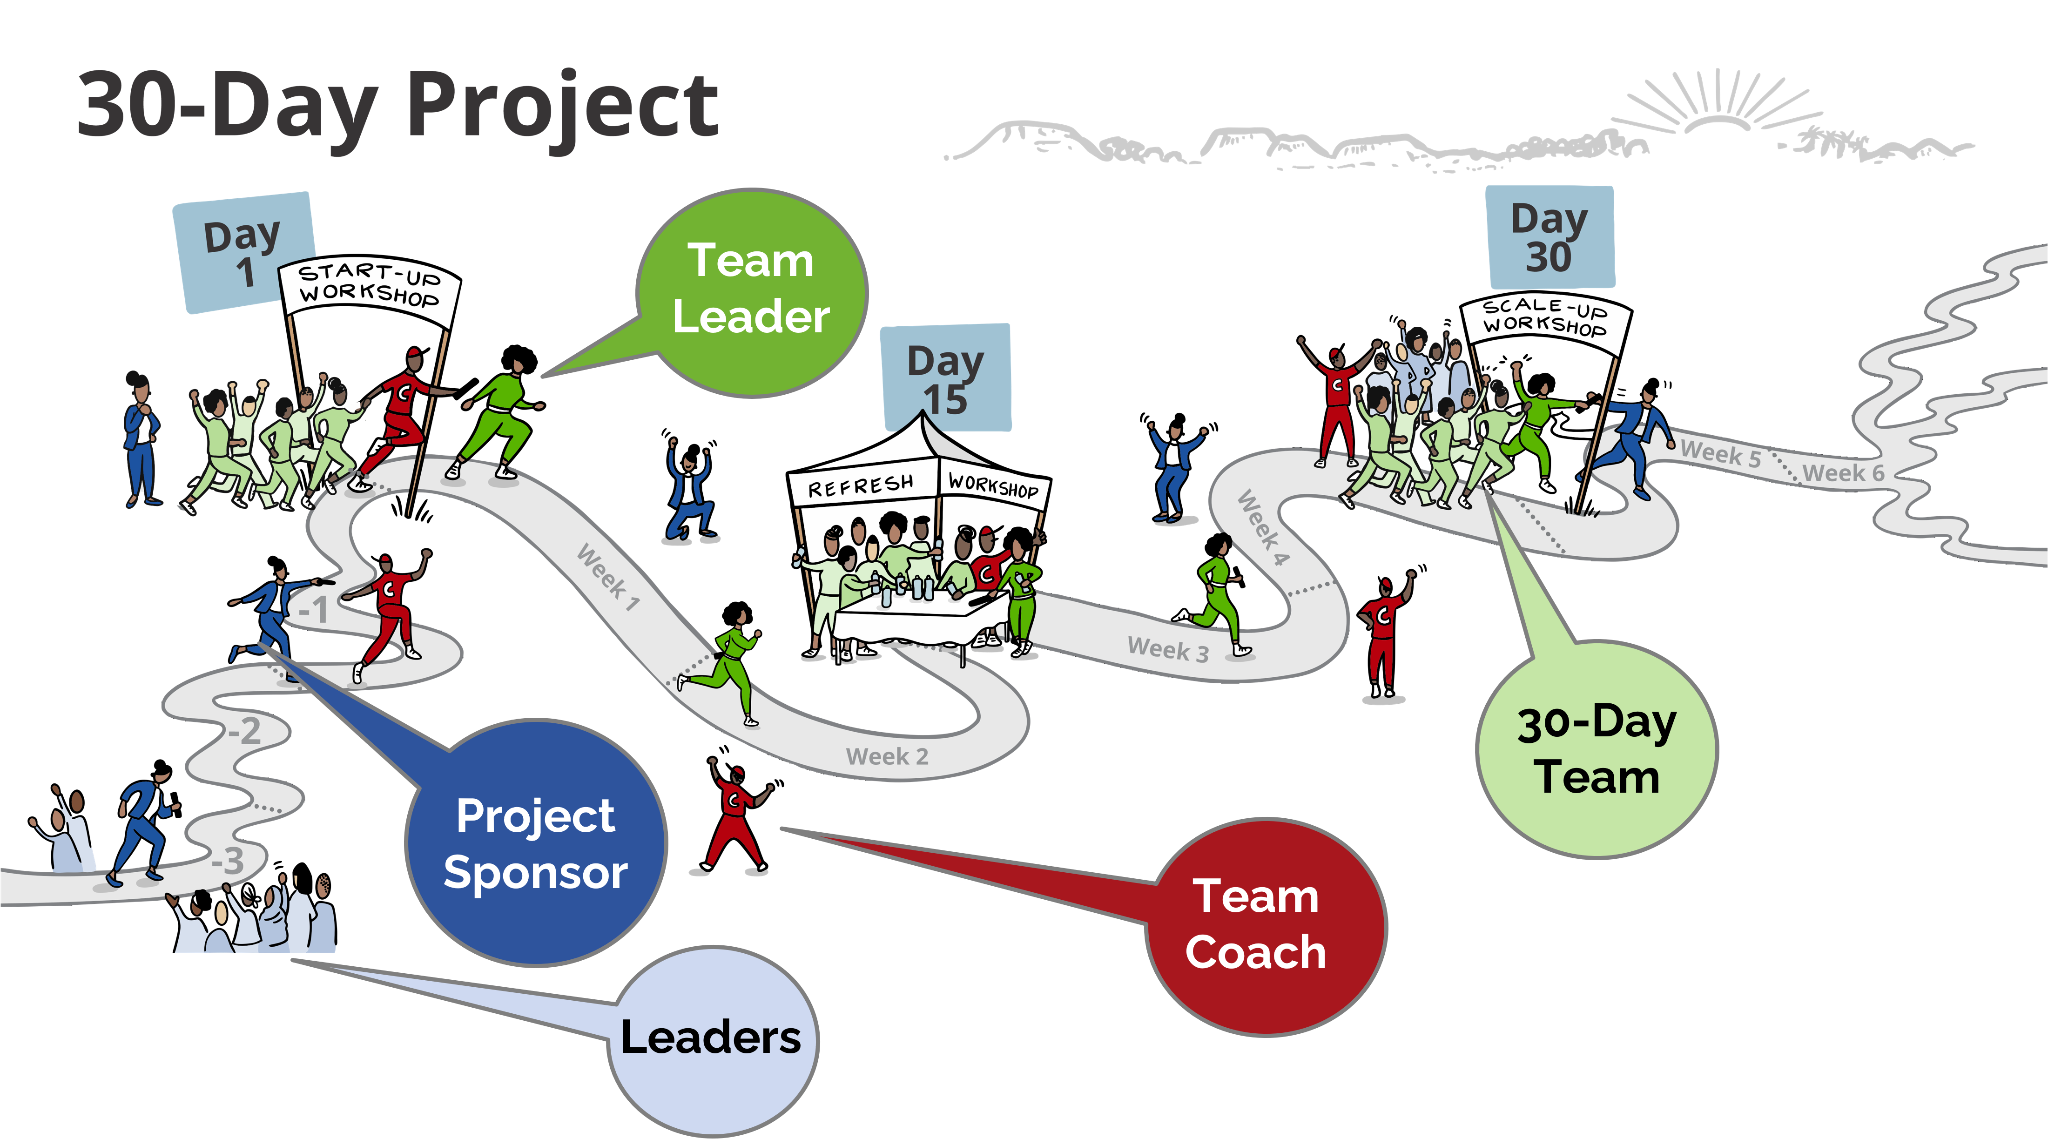 30-Day Project
Day
1
START-UP
WORKSHOP
Team
Leader
Day
15
REFRESH WORKSHOP
Day
30
SCALE-UP
WORKSHOP
C
C
C
C
C
C
-3
-2
-1
Week 1
Week 2
Week 3
Week 4
Week 5
Week 6
Project
Sponsor
Leaders
Team
Coach
30-Day
Team